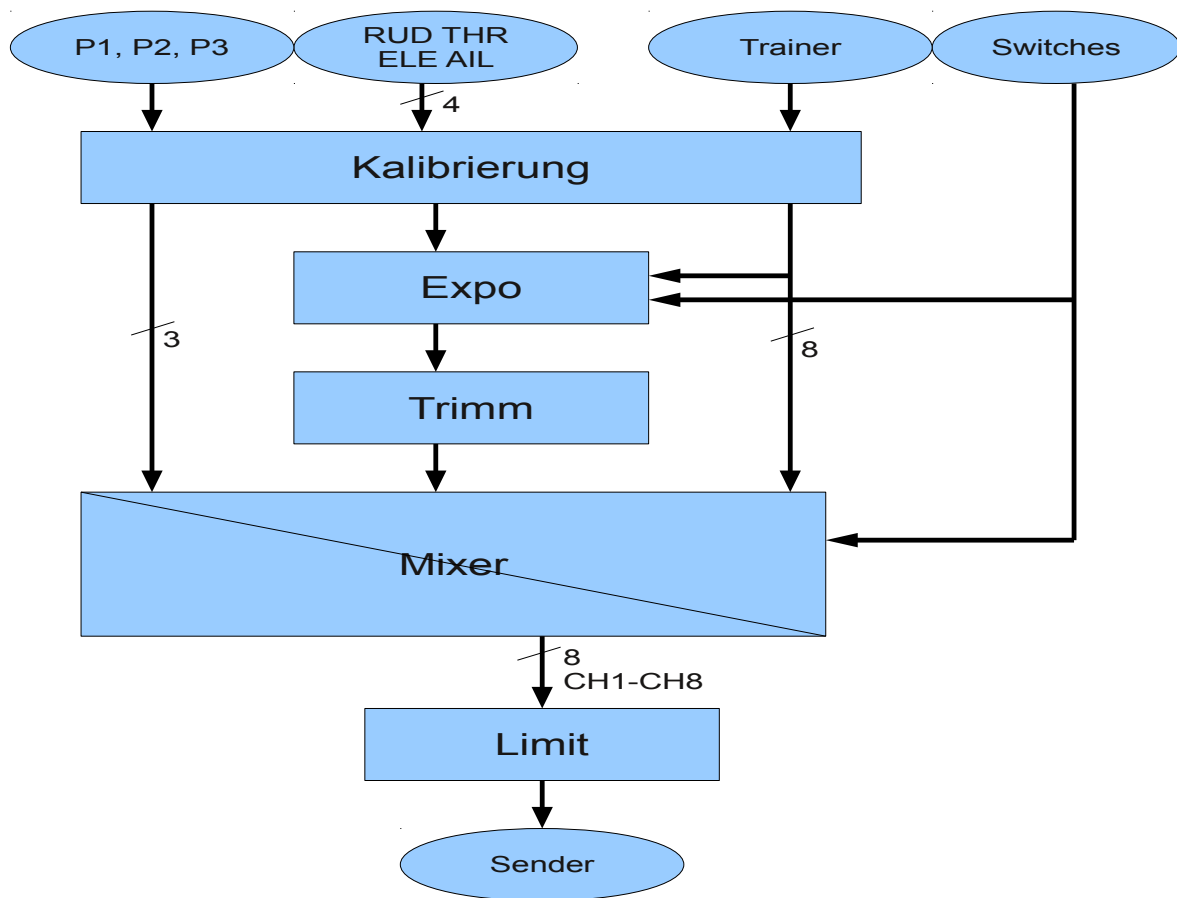 P1, P2, P3
RUD THR
ELE AIL
Trainer
Switches
4
Kalibrierung
Expo
3
8
Trimm
Mixer
8
CH1-CH8
Limit
Sender